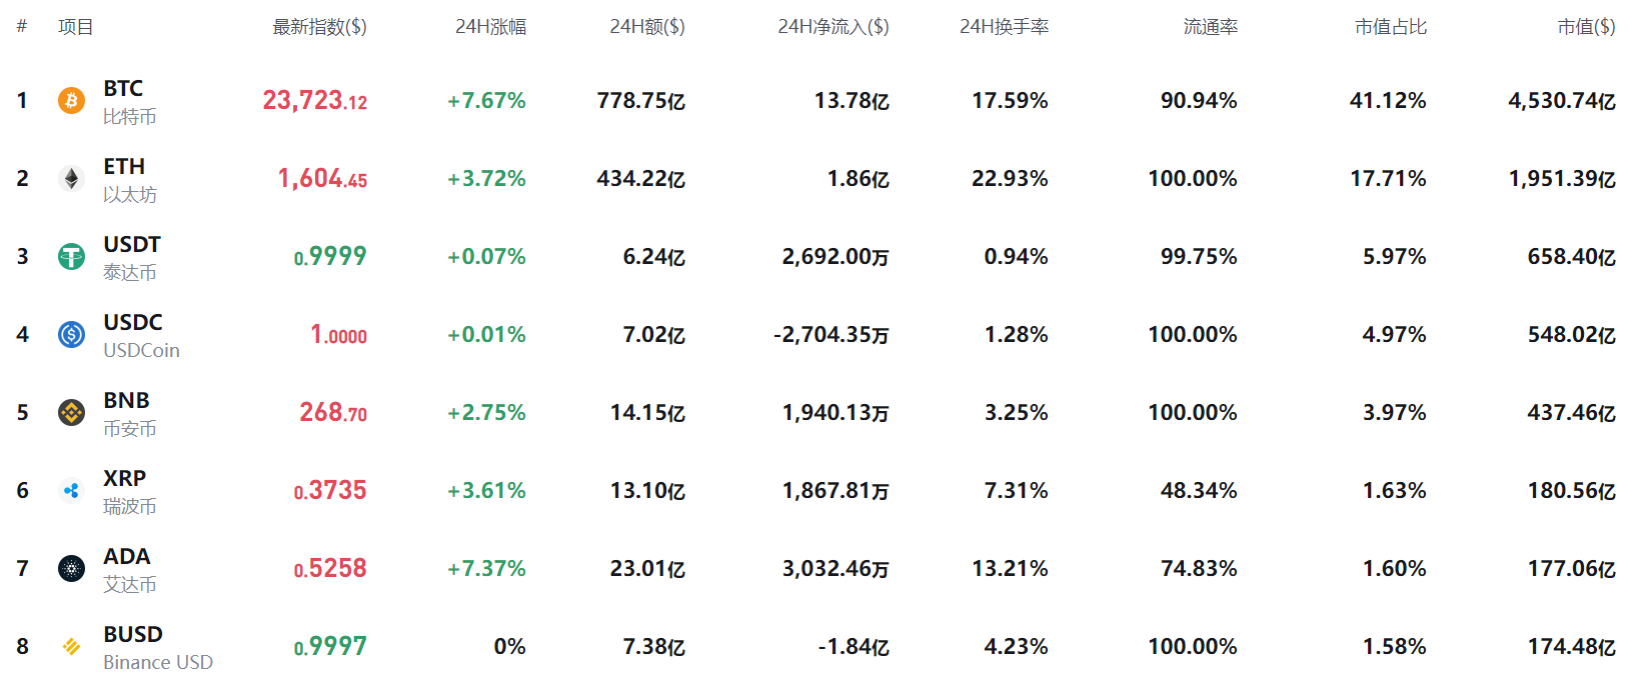 # 项目 最新指数($) 24H涨幅 24H额($) 24H净流入($) 24H换手率 流通率 市值占比 市值($)
1 BTC 23,723.12 +7.67% 778.75亿 13.78亿 17.59% 90.94% 41.12% 4,530.74亿
比特币
2 ETH 1,604.45 +3.72% 434.22亿 1.86亿 22.93% 100.00% 17.71% 1,951.39亿
以太坊
3 USDT 0.9999 +0.07% 6.24亿 2,692.00万 0.94% 99.75% 5.97% 658.40亿
泰达币
4 USDC 1.0000 +0.01% 7.02亿 -2,704.35万 1.28% 100.00% 4.97% 548.02亿
USDCoin
5 BNB 268.70 +2.75% 14.15亿 1,940.13万 3.25% 100.00% 3.97% 437.46亿
币安币
6 XRP 0.3735 +3.61% 13.10亿 1,867.81万 7.31% 48.34% 1.63% 180.56亿
瑞波币
7 ADA 0.5258 +7.37% 23.01亿 3,032.46万 13.21% 74.83% 1.60% 177.06亿
艾达币
8 BUSD 0.9997 0% 7.38亿 -1.84亿 4.23% 100.00% 1.58% 174.48亿
Binance USD